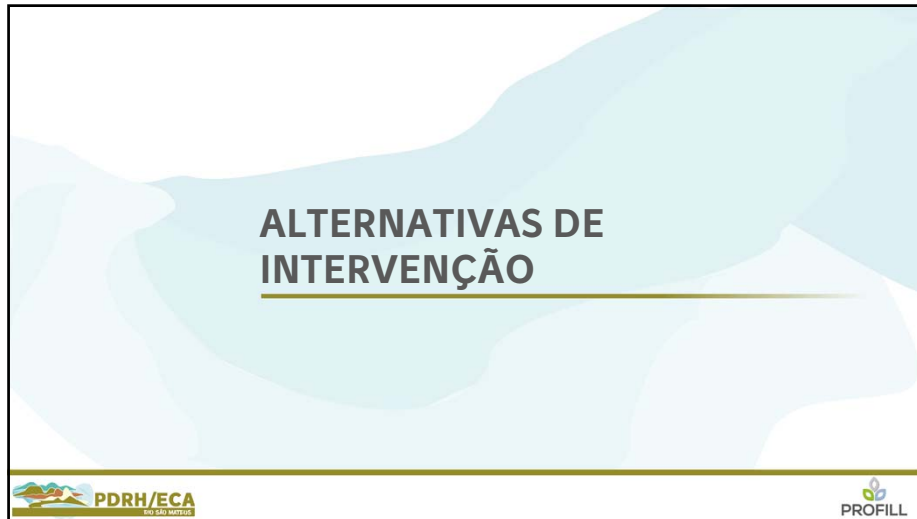 ALTERNATIVAS DE
INTERVENÇÃO
PDRH/ECA
RIO SÃO MATEUS
PROFILL